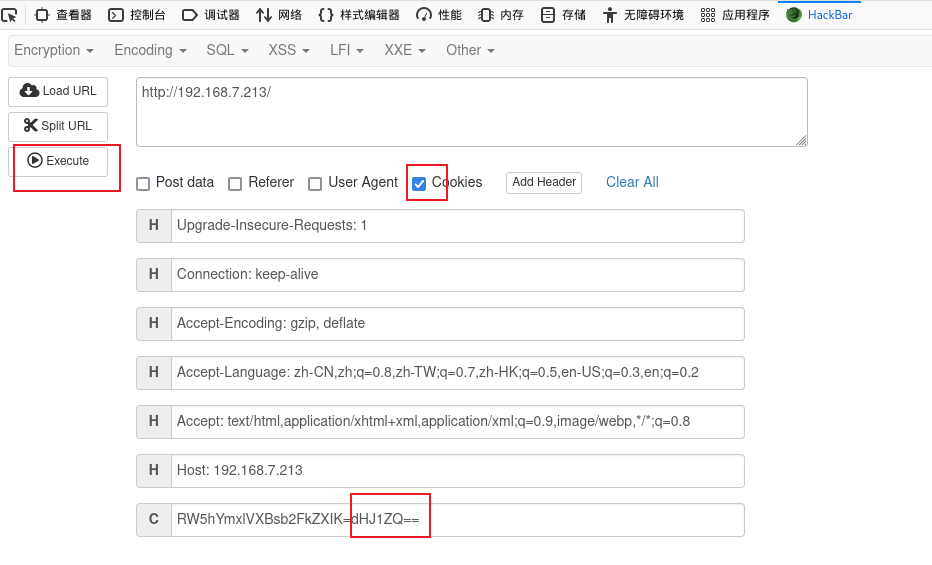 查看器 控制台 调试器 网络 样式编辑器 性能 内存 存储 无障碍环境 应用程序 HackBar
Encryption Encoding SQL XSS LFI XXE Other
Load URL
http://192.168.7.213/
Split URL
Execute
Post data Referer User Agent Cookies Add Header Clear All
H Upgrade-Insecure-Requests: 1
H Connection: keep-alive
H Accept-Encoding: gzip, deflate
H Accept-Language: zh-CN,zh;q=0.8,zh-TW;q=0.7,zh-HK;q=0.5,en-US;q=0.3,en;q=0.2
H Accept: text/html,application/xhtml+xml,application/xml;q=0.9,image/webp,*/*;q=0.8
H Host: 192.168.7.213
C RW5hYmxlVXBsb2FkZXIK=dHJ1ZQ==